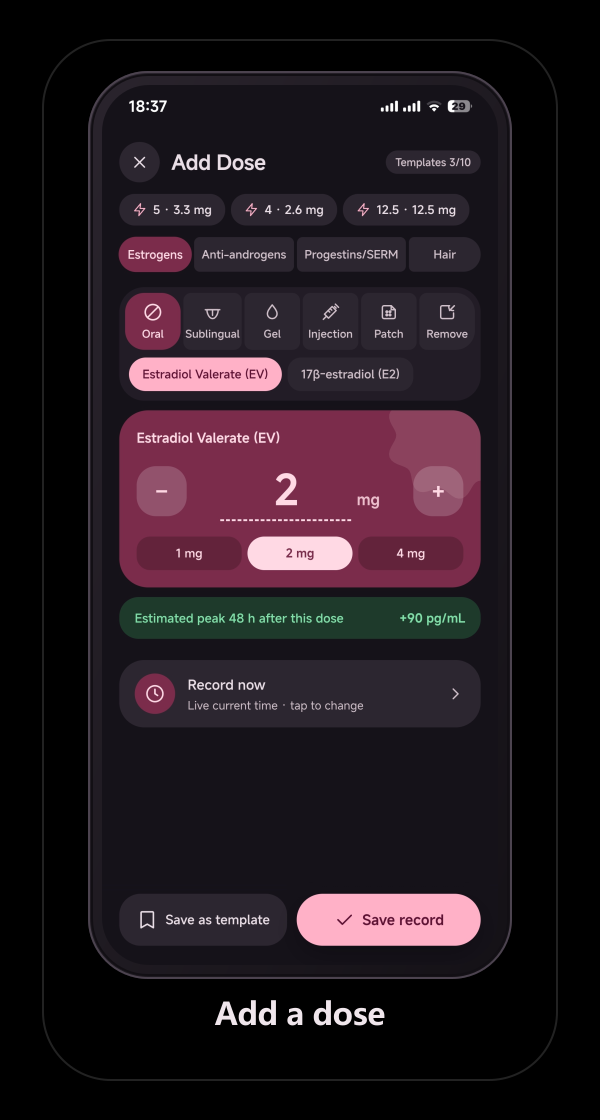 18:37
29
Add Dose
Templates 3/10
5 · 3.3 mg
4 · 2.6 mg
12.5 · 12.5 mg
Estrogens
Anti-androgens
Progestins/SERM
Hair
Oral
Sublingual
Gel
Injection
Patch
Remove
Estradiol Valerate (EV)
17β-estradiol (E2)
Estradiol Valerate (EV)
−
2
mg
+
1 mg
2 mg
4 mg
Estimated peak 48 h after this dose
+90 pg/mL
Record now
Live current time · tap to change
Save as template
Save record
Add a dose